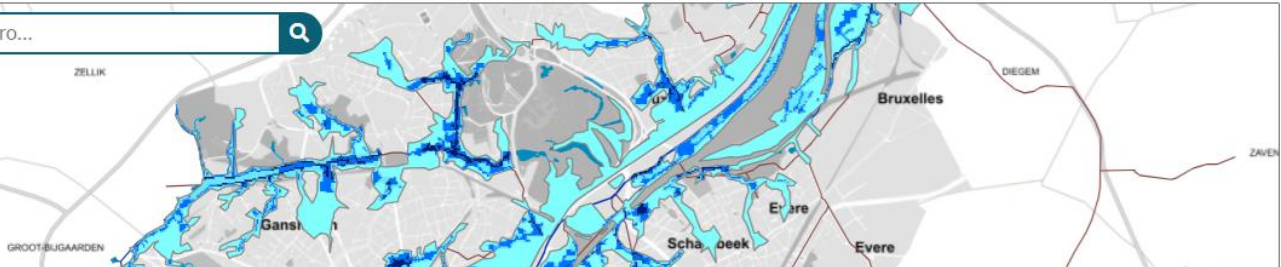 ro...
ZELLIK
DIEGEM
Bruxelles
ZAVEN
Evere
GROOT-BIJGAARDEN
Evere